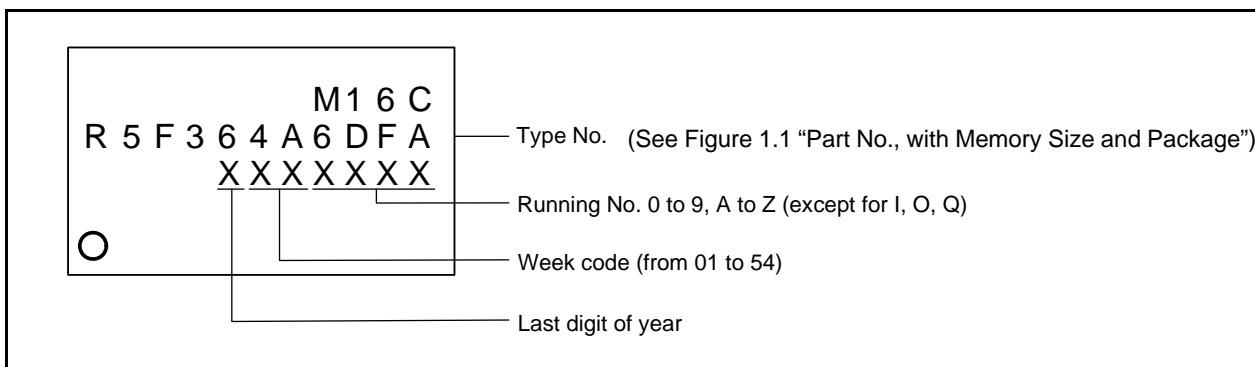 M16C
R5F364A6DFA
XXXXXXX
Type No. (See Figure 1.1 “Part No., with Memory Size and Package”)
Running No. 0 to 9, A to Z (except for I, O, Q)
Week code (from 01 to 54)
Last digit of year